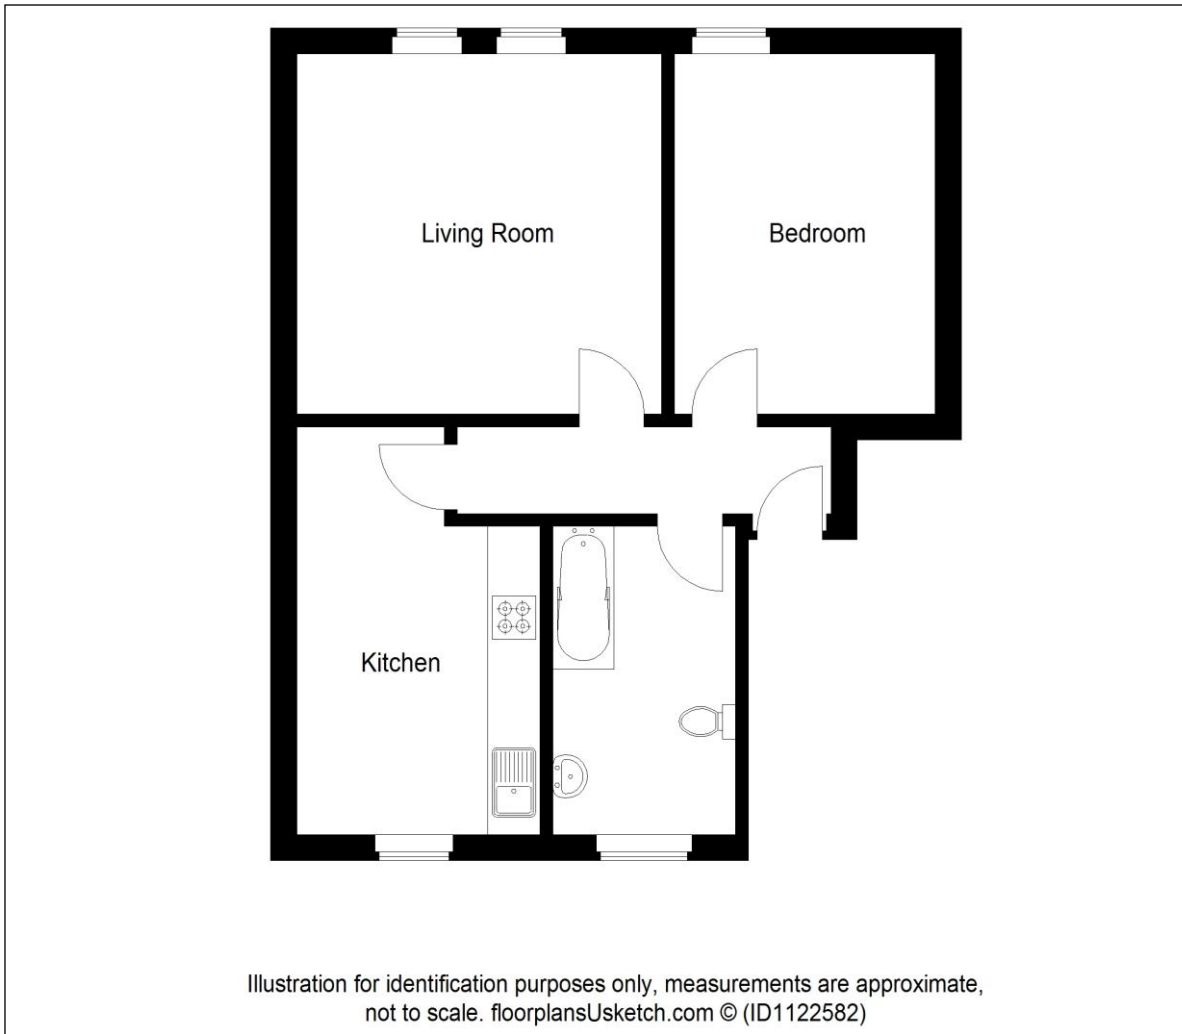 Living Room
Bedroom
Kitchen
Illustration for identification purposes only, measurements are approximate,
not to scale. floorplansUsketch.com © (ID1122582)